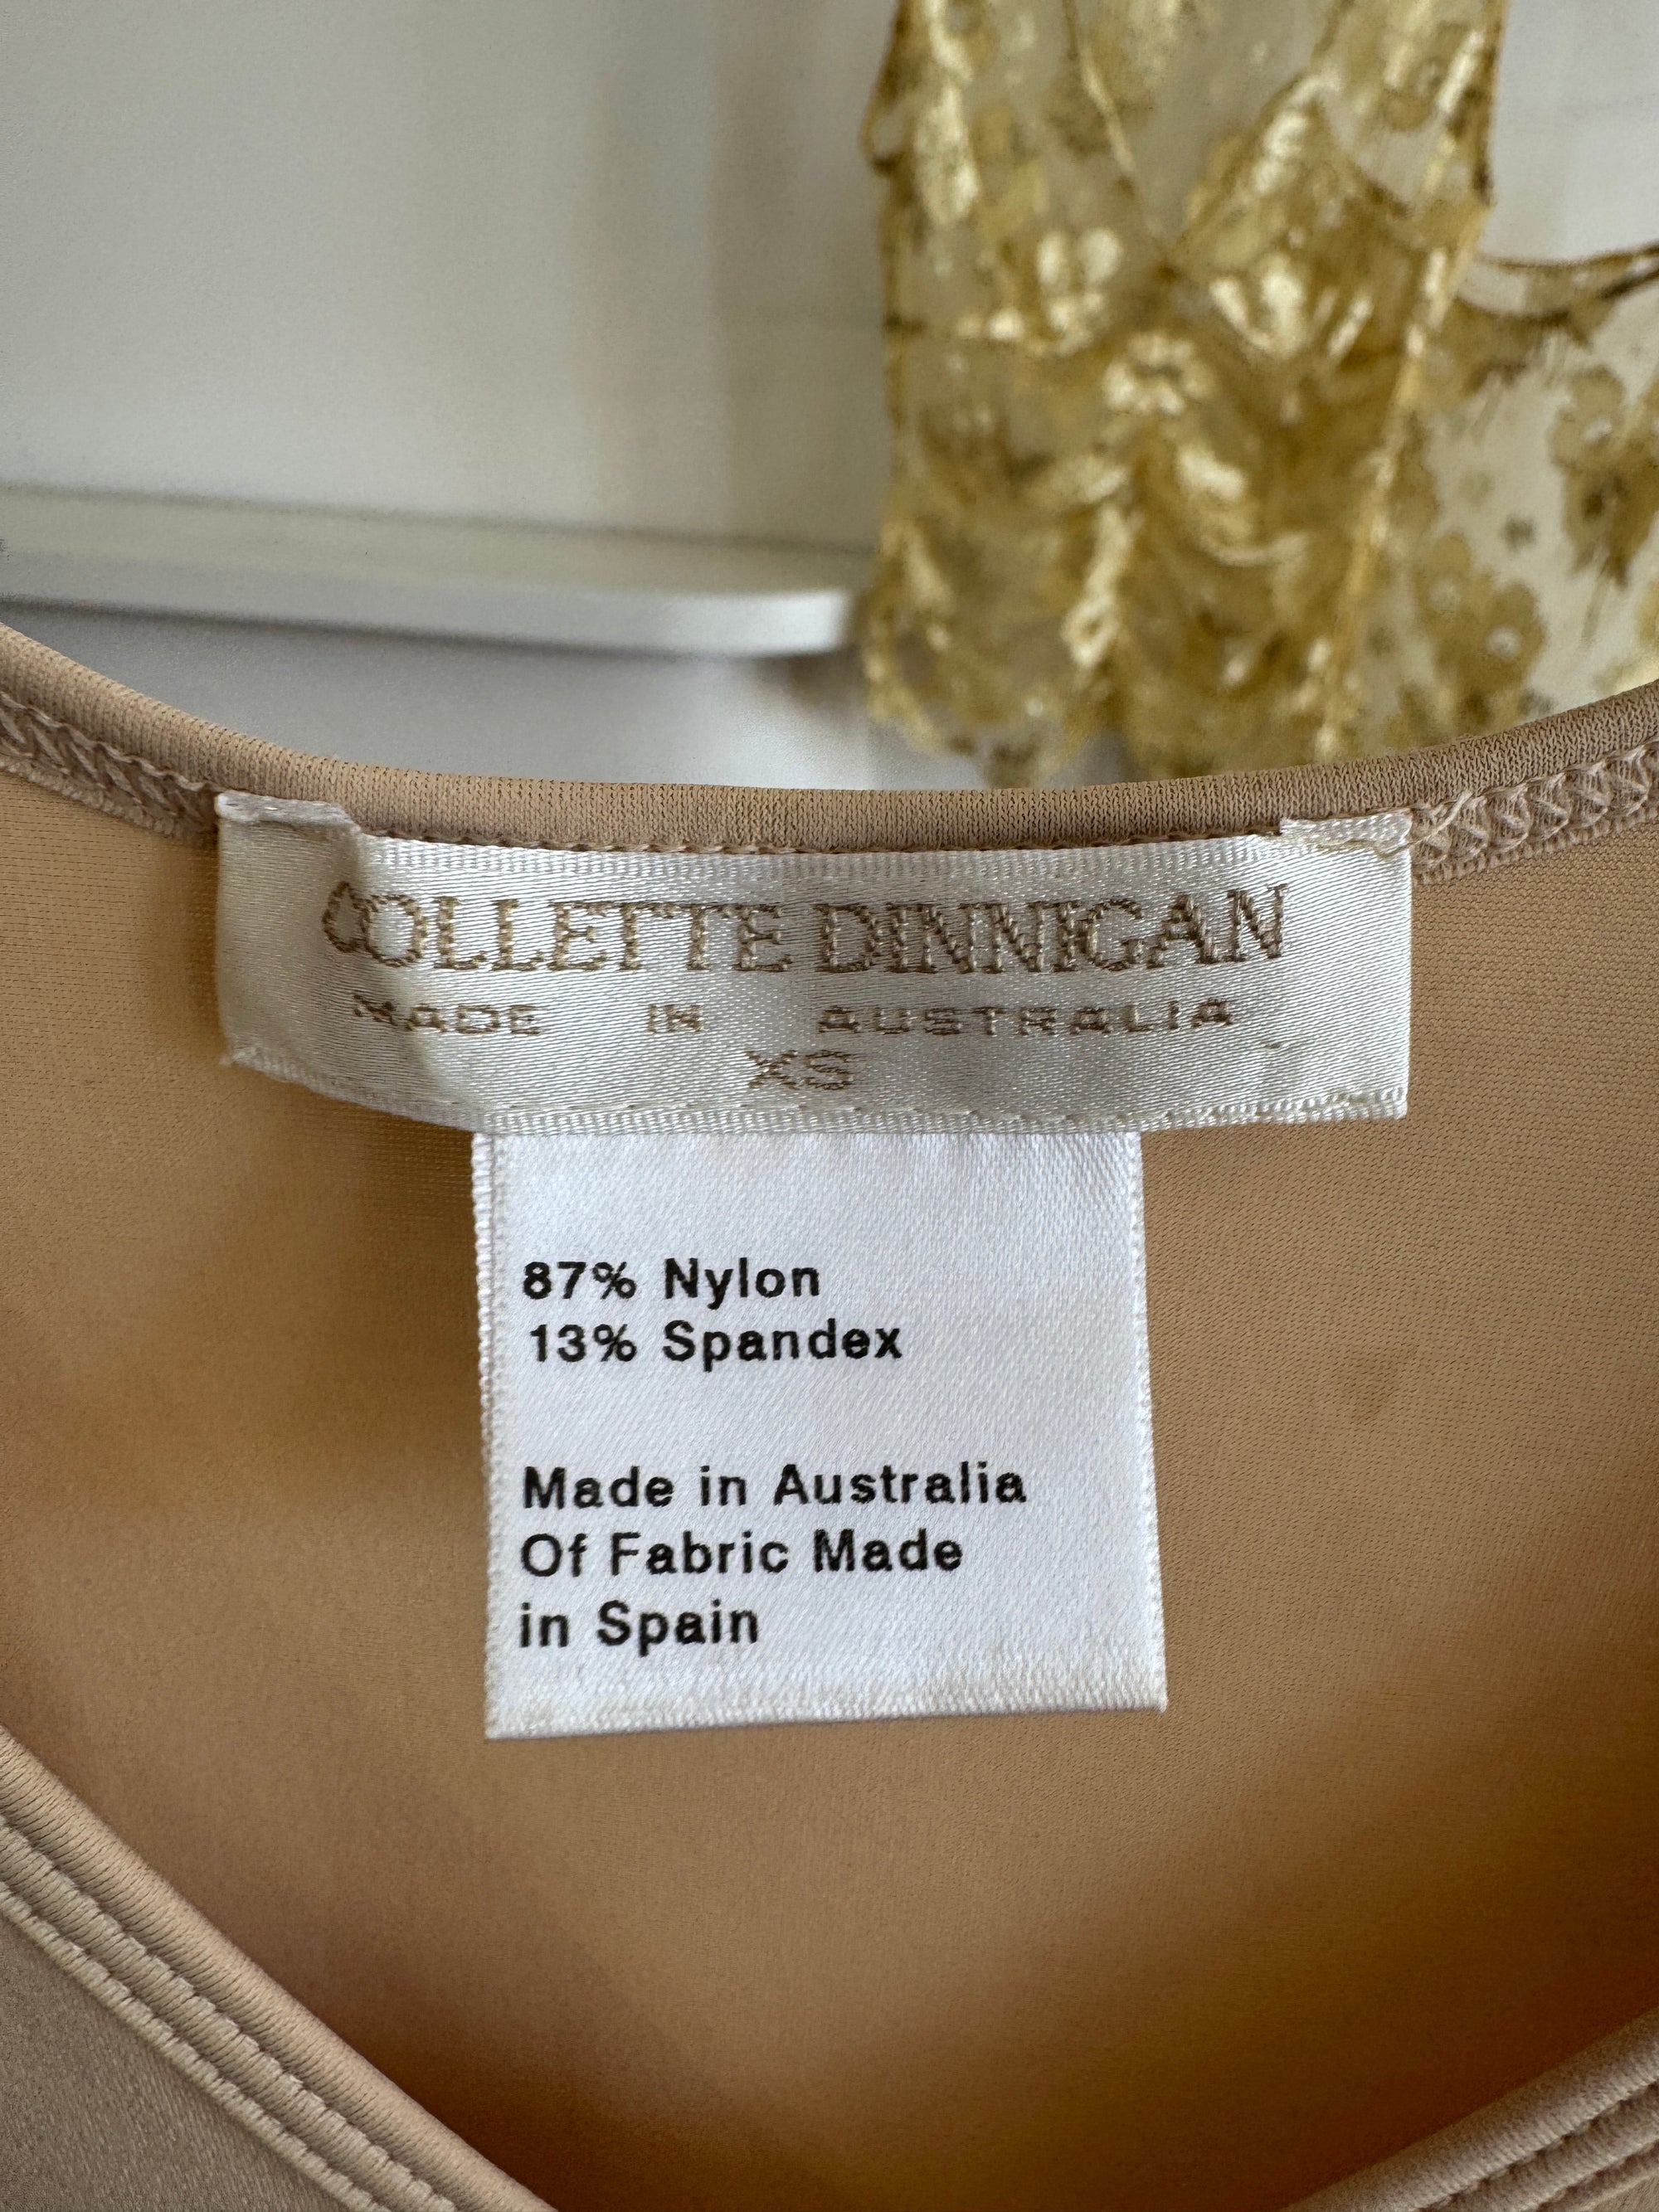 COLLETTE DINNIGAN
MADE IN AUSTRALIA
XS
87% Nylon
13% Spandex
Made in Australia
Of Fabric Made
in Spain